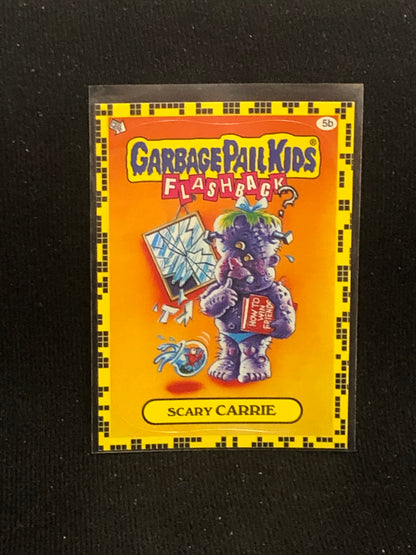 5b
GARBAGE PAIL KIDS®
FLASHBACK
?
HOW TO
WIN
FRIENDS
SCARY CARRIE